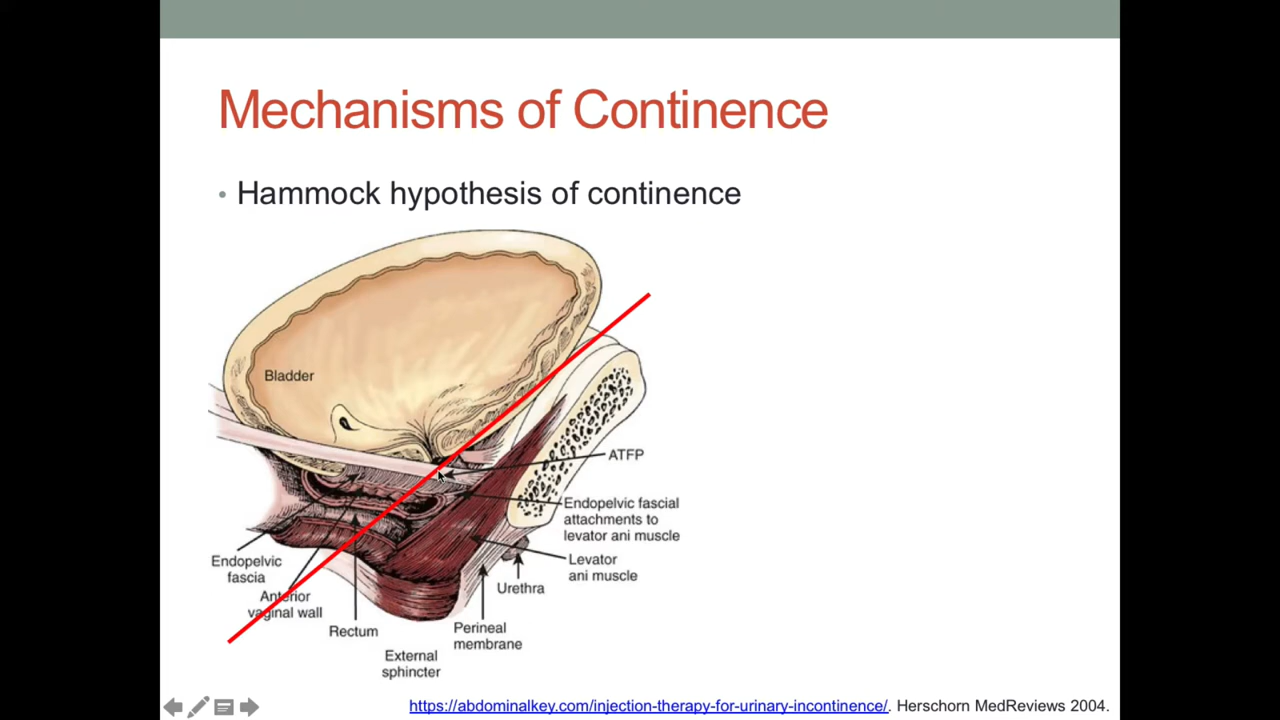 Mechanisms of Continence
• Hammock hypothesis of continence
Bladder
ATFP
Endopelvic fascial
attachments to
levator ani muscle
Levator
ani muscle
Urethra
Perineal
membrane
External
sphincter
Rectum
Anterior
vaginal wall
Endopelvic
fascia
https://abdominalkey.com/injection-therapy-for-urinary-incontinence/. Herschorn MedReviews 2004.